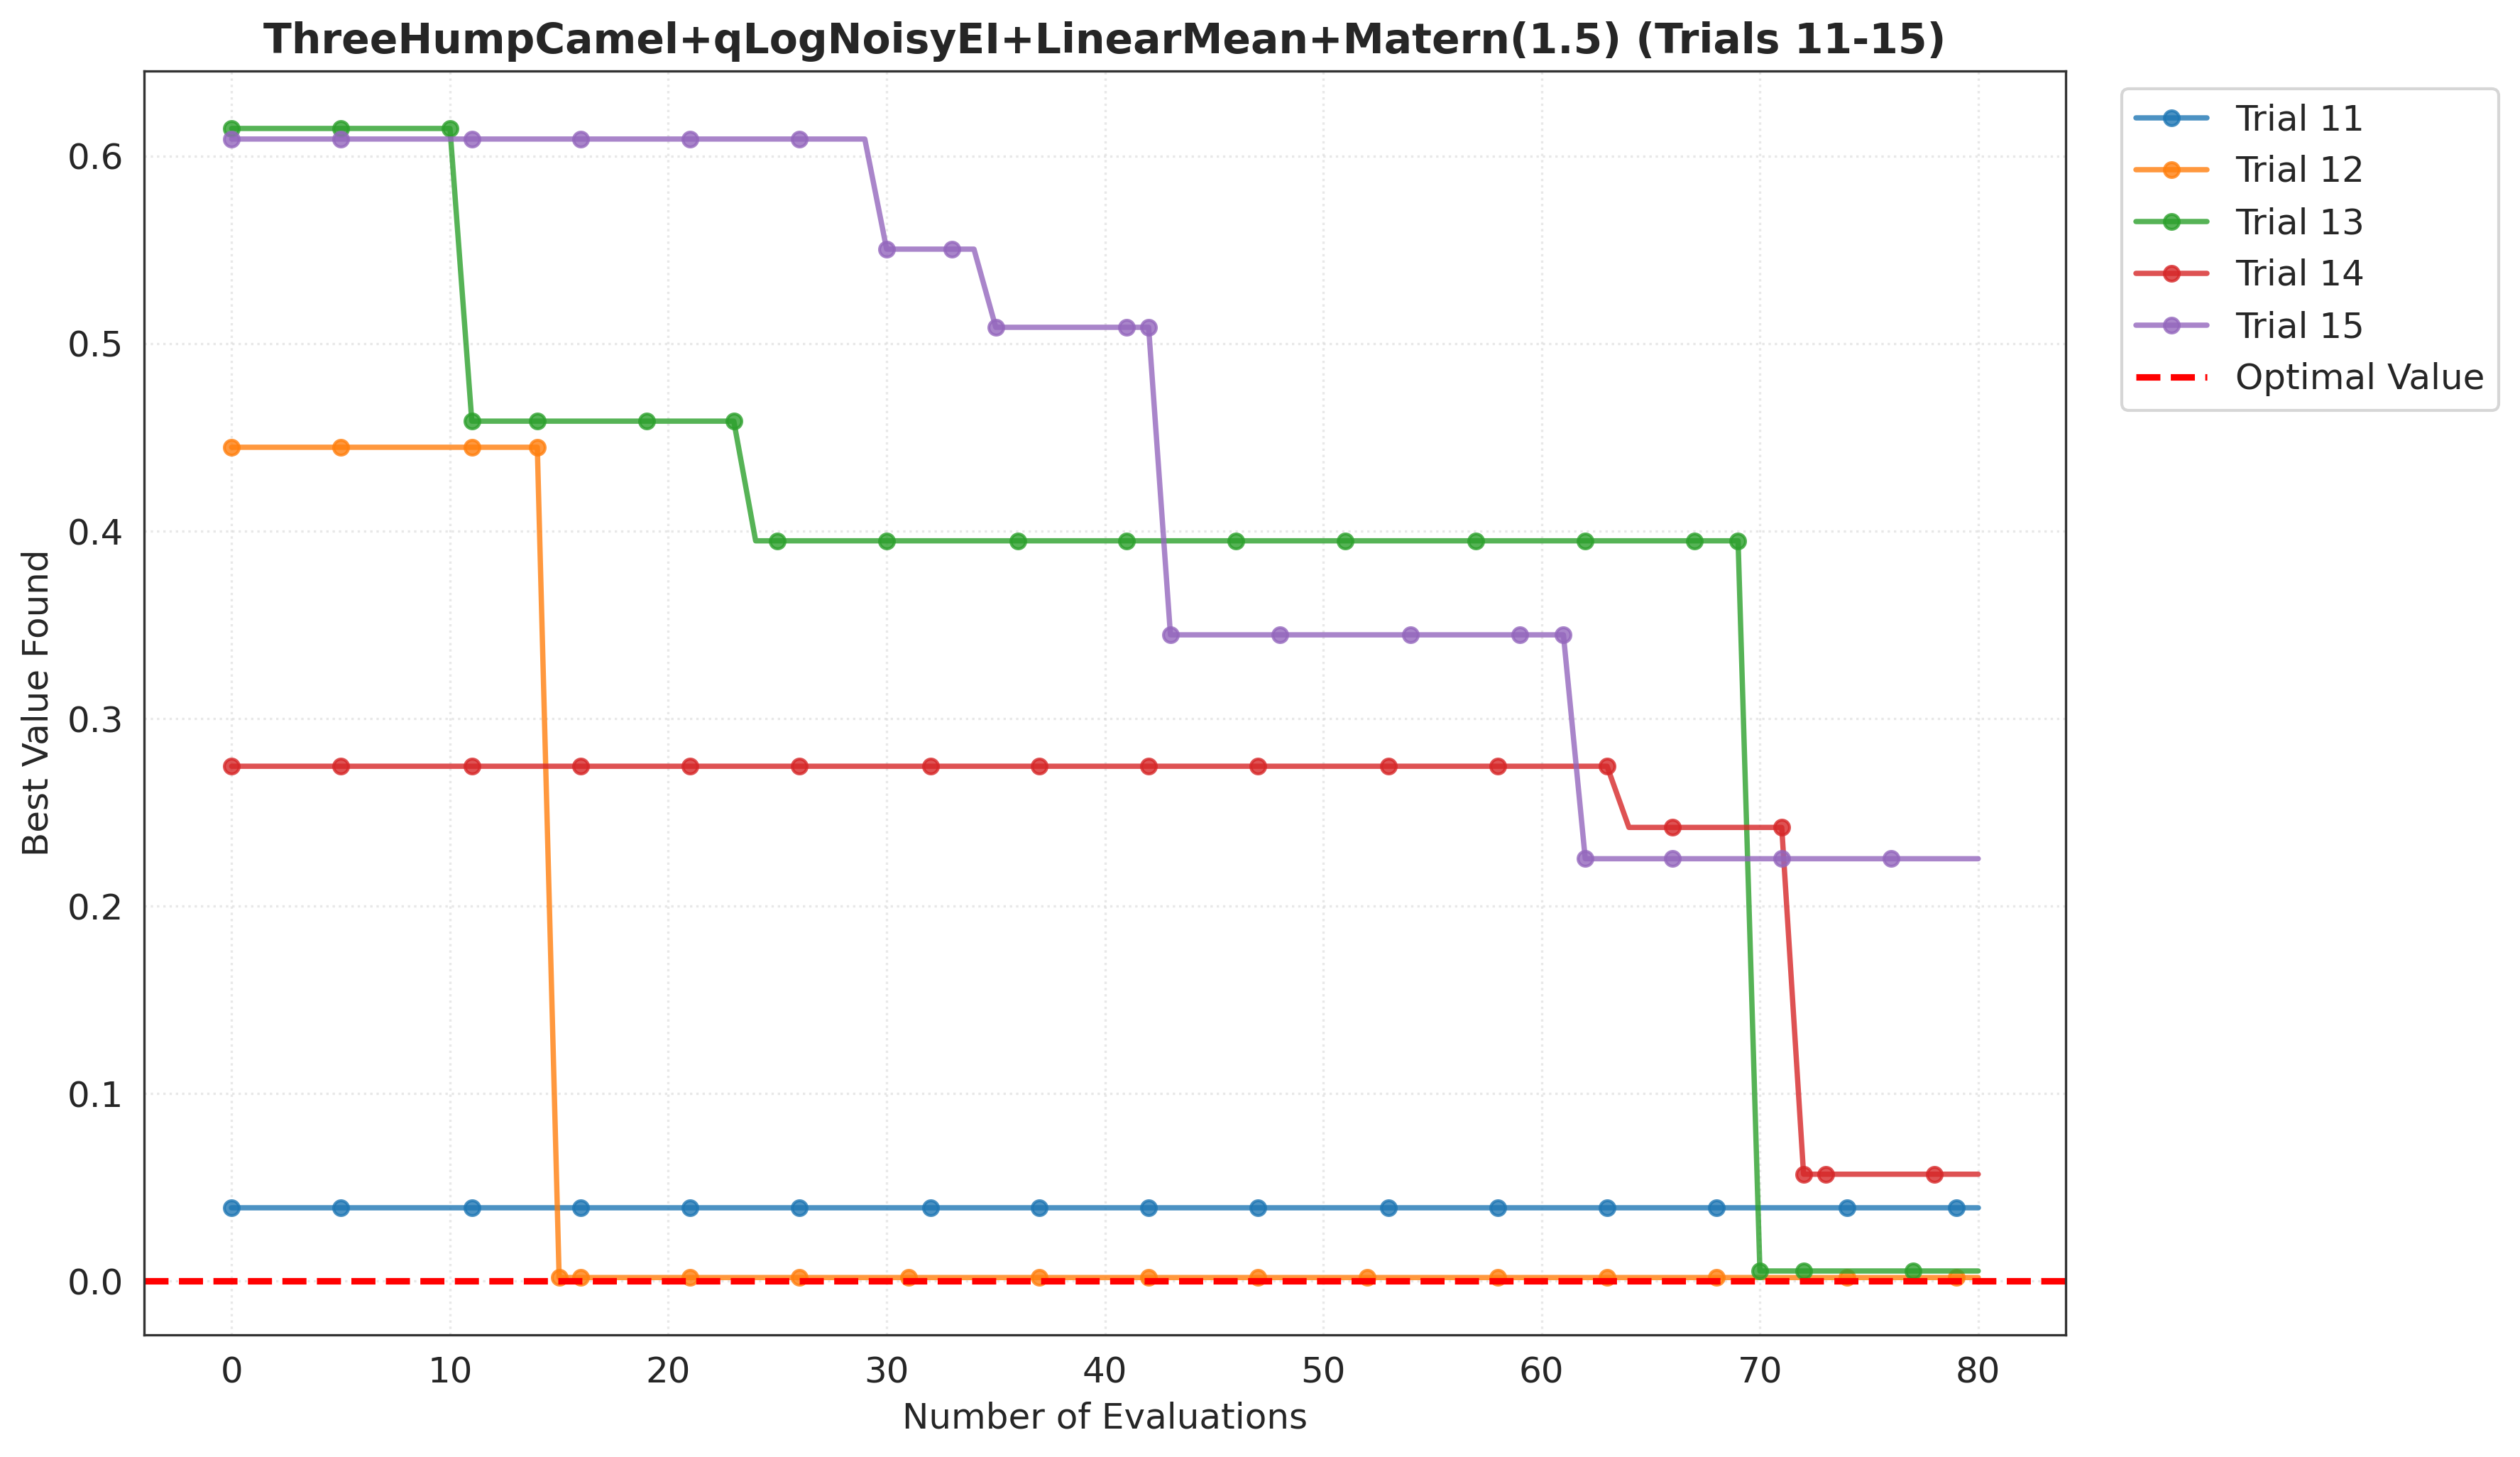 ThreeHumpCamel+qLogNoisyEI+LinearMean+Matern(1.5) (Trials 11-15)
Trial 11
Trial 12
Trial 13
Trial 14
Trial 15
Optimal Value
Best Value Found
0.6
0.5
0.4
0.3
0.2
0.1
0.0
0 10 20 30 40 50 60 70 80
Number of Evaluations